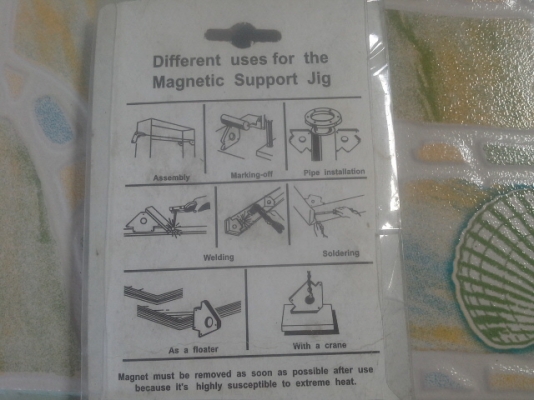 Different uses for the
Magnetic Support Jig
Assembly
Marking-off
Pipe installation
Welding
Soldering
As a floater
With a crane
Magnet must be removed as soon as possible after use
because it's highly susceptible to extreme heat.